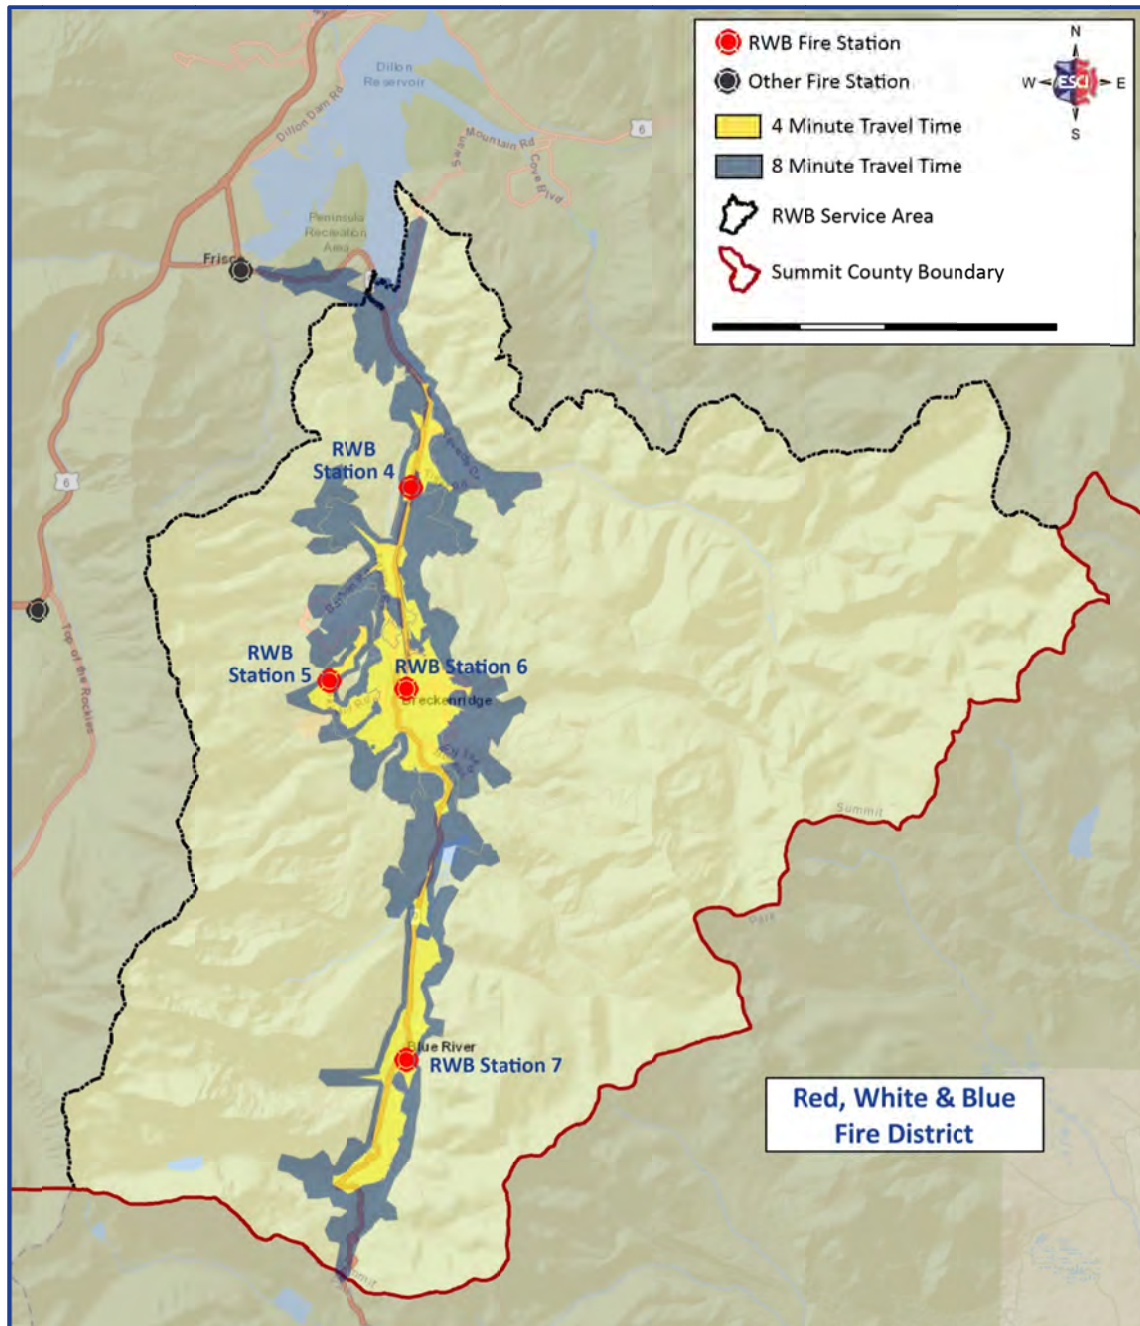 RWB Fire Station
Other Fire Station
4 Minute Travel Time
8 Minute Travel Time
RWB Service Area
Summit County Boundary
N
W
E
S
ESCI
Dillon
Reservoir
Dillon Dam Rd
6
Swan
Mountain Rd
Cove Blvd
Peninsula
Recreation
Area
Frisco
RWB
Station 4
6
Top of the Rockies
RWB
Station 5
RWB Station 6
Breckenridge
Summit
Park
Blue River
RWB Station 7
Red, White & Blue
Fire District